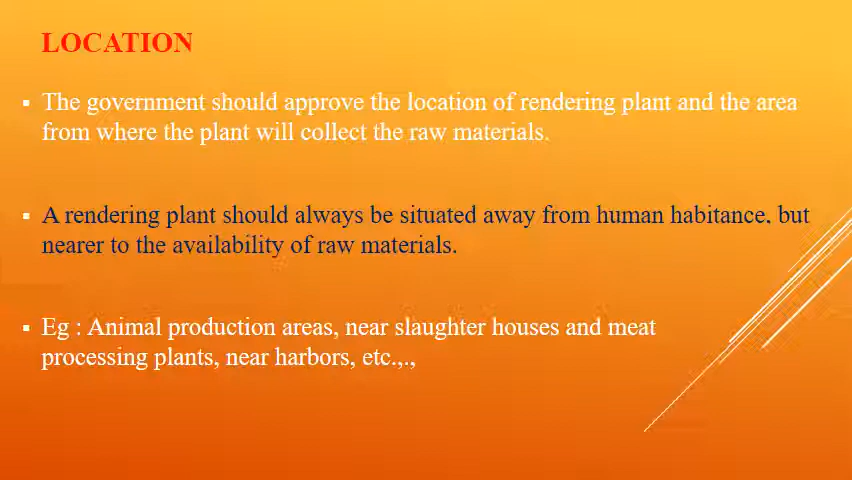 LOCATION
▪ The government should approve the location of rendering plant and the area
from where the plant will collect the raw materials.
▪ A rendering plant should always be situated away from human habitance, but
nearer to the availability of raw materials.
▪ Eg : Animal production areas, near slaughter houses and meat
processing plants, near harbors, etc.,.,